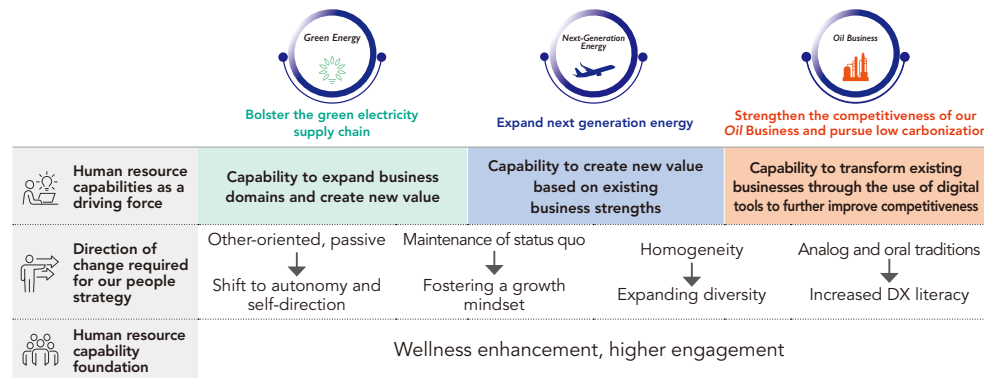 Green Energy
Next-Generation
Energy
Oil Business
Bolster the green electricity
supply chain
Expand next generation energy
Strengthen the competitiveness of our
Oil Business and pursue low carbonization
Human resource
capabilities as a
driving force
Capability to expand business
domains and create new value
Capability to create new value
based on existing
business strengths
Capability to transform existing
businesses through the use of digital
tools to further improve competitiveness
Direction of
change required
for our people
strategy
Other-oriented, passive
Shift to autonomy and
self-direction
Maintenance of status quo
Fostering a growth
mindset
Homogeneity
Expanding diversity
Analog and oral traditions
Increased DX literacy
Human resource
capability
foundation
Wellness enhancement, higher engagement